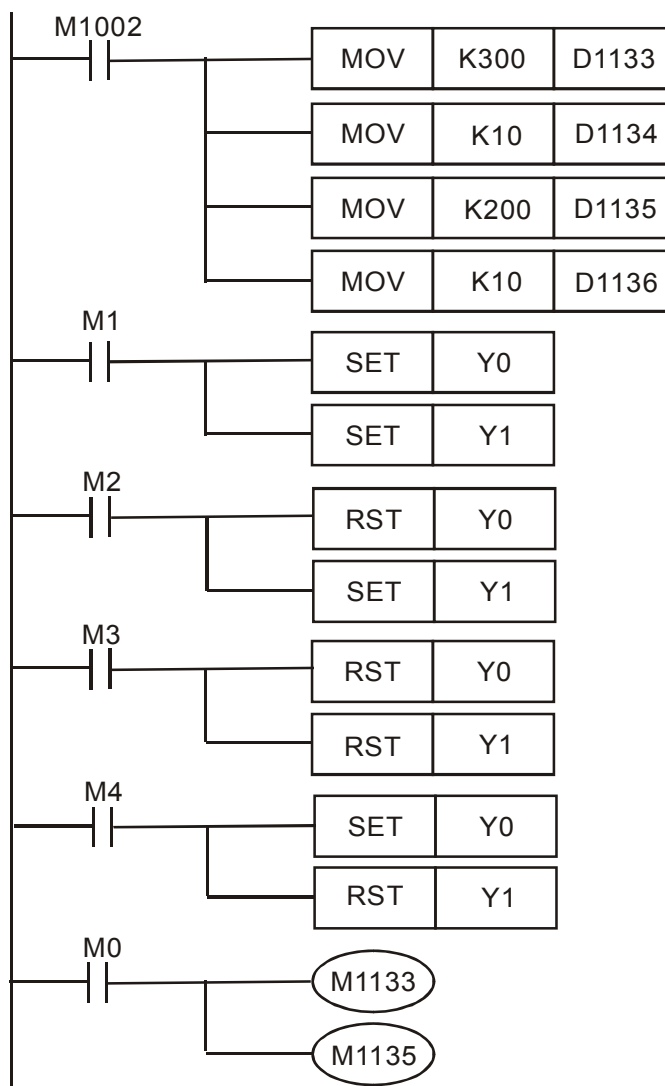 M1002
MOV K300 D1133
MOV K10 D1134
MOV K200 D1135
MOV K10 D1136
M1
SET Y0
SET Y1
M2
RST Y0
SET Y1
M3
RST Y0
RST Y1
M4
SET Y0
RST Y1
M0
M1133
M1135